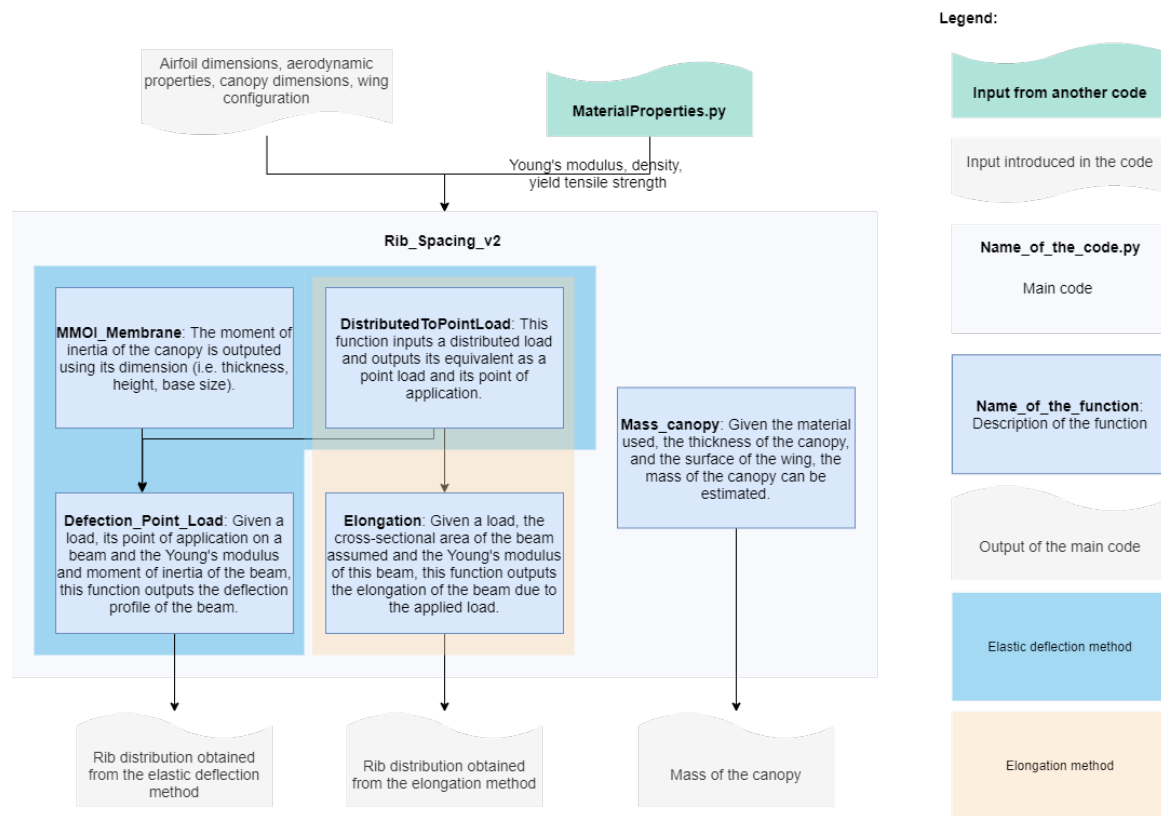 Legend:
Airfoil dimensions, aerodynamic
properties, canopy dimensions, wing
configuration
MaterialProperties.py
Young's modulus, density,
yield tensile strength
Rib_Spacing_v2
MMOI_Membrane: The moment of
inertia of the canopy is outputed
using its dimension (i.e. thickness,
height, base size).
DistributedToPointLoad: This
function inputs a distributed load
and outputs its equivalent as a
point load and its point of
application.
Mass_canopy: Given the material
used, the thickness of the canopy,
and the surface of the wing, the
mass of the canopy can be
estimated.
Defection_Point_Load: Given a
load, its point of application on a
beam and the Young's modulus
and moment of inertia of the beam,
this function outputs the deflection
profile of the beam.
Elongation: Given a load, the
cross-sectional area of the beam
assumed and the Young's modulus
of this beam, this function outputs
the elongation of the beam due to
the applied load.
Rib distribution obtained
from the elastic deflection
method
Rib distribution obtained
from the elongation method
Mass of the canopy
Input from another code
Input introduced in the code
Name_of_the_code.py
Main code
Name_of_the_function:
Description of the function
Output of the main code
Elastic deflection method
Elongation method